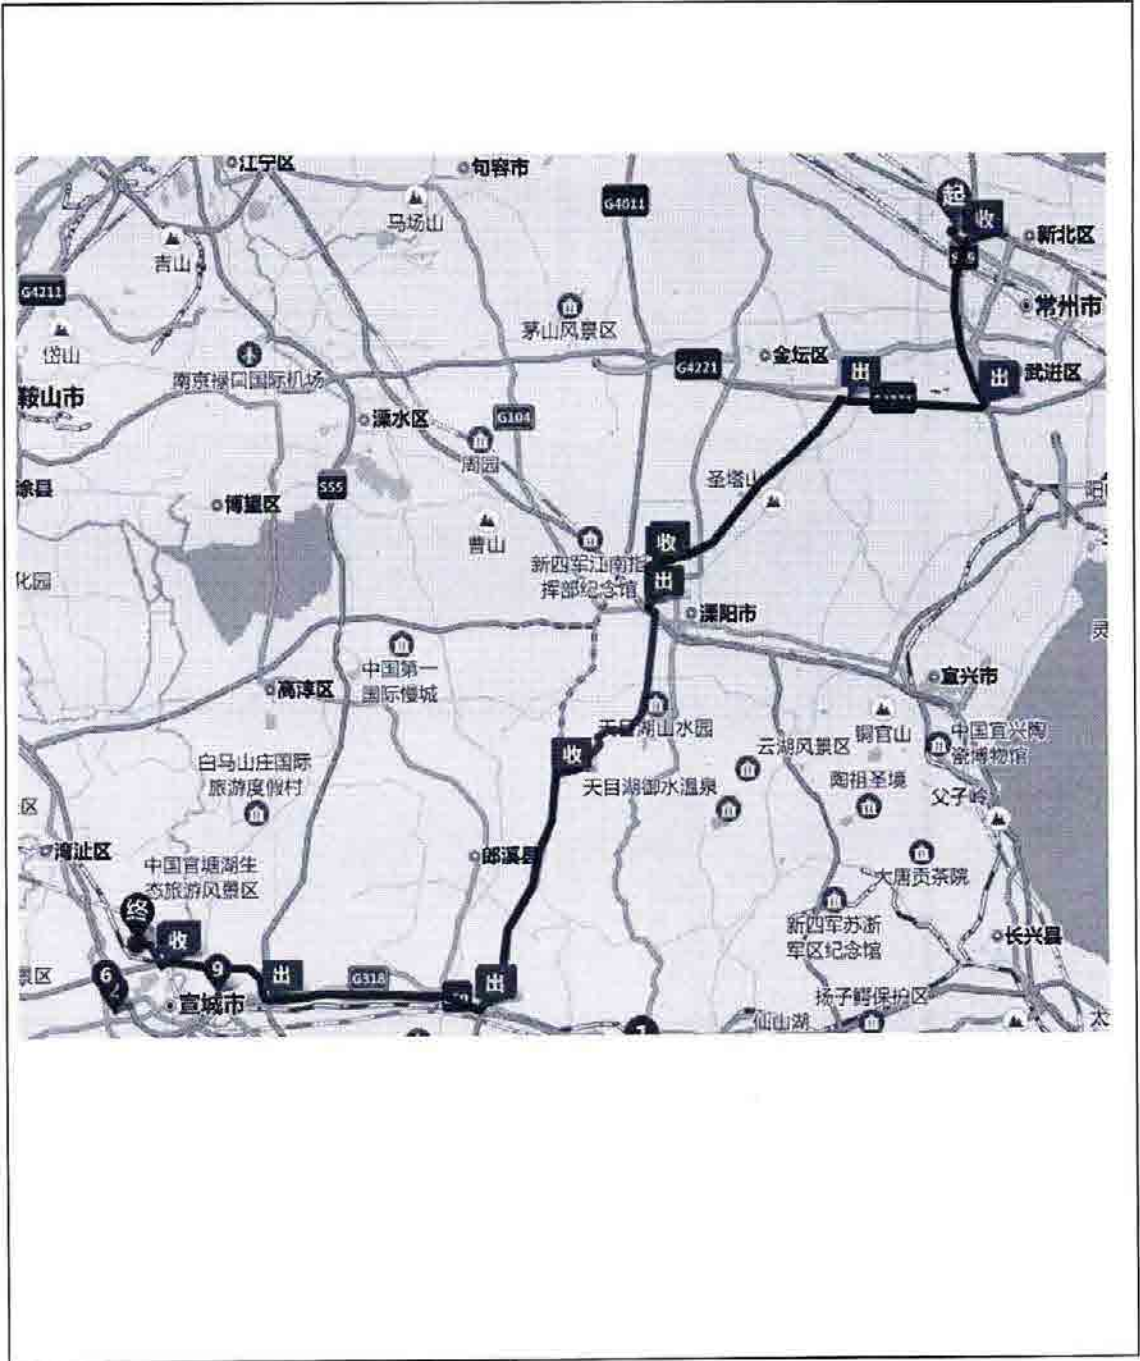 江宁区
句容市
马场山
G4011
起
收
新北区
吉山
G4211
常州市
岱山
茅山风景区
南京禄口国际机场
G4221
金坛区
出
出
武进区
鞍山市
溧水区
G104
周园
S55
博望区
圣塔山
曹山
收
新四军江南指
挥部纪念馆
出
化园
溧阳市
灵
中国第一
国际慢城
高淳区
宜兴市
天目湖山水园
铜官山
中国宜兴陶
瓷博物馆
云湖风景区
收
白马山庄国际
旅游度假村
天目湖御水温泉
陶祖圣境
父子岭
区
湾沚区
郎溪县
中国官塘湖生
态旅游风景区
大唐贡茶院
终
收
新四军苏浙
军区纪念馆
长兴县
景区
6
9
出
G318
出
宣城市
扬子鳄保护区
仙山湖
太